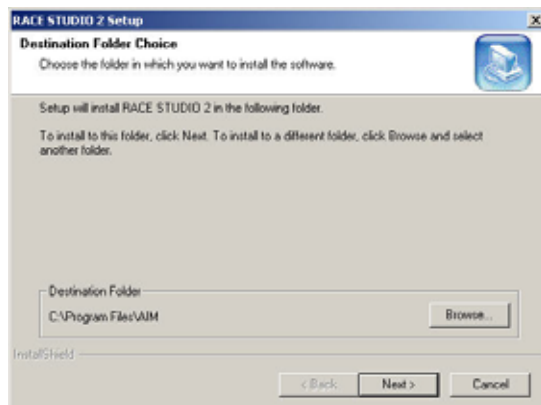 RACE STUDIO 2 Setup
Destination Folder Choice
Choose the folder in which you want to install the software.
Setup will install RACE STUDIO 2 in the following folder.
To install to this folder, click Next. To install to a different folder, click Browse and select
another folder.
Destination Folder
C:\Program Files\AIM
Browse...
InstallShield
< Back
Next >
Cancel